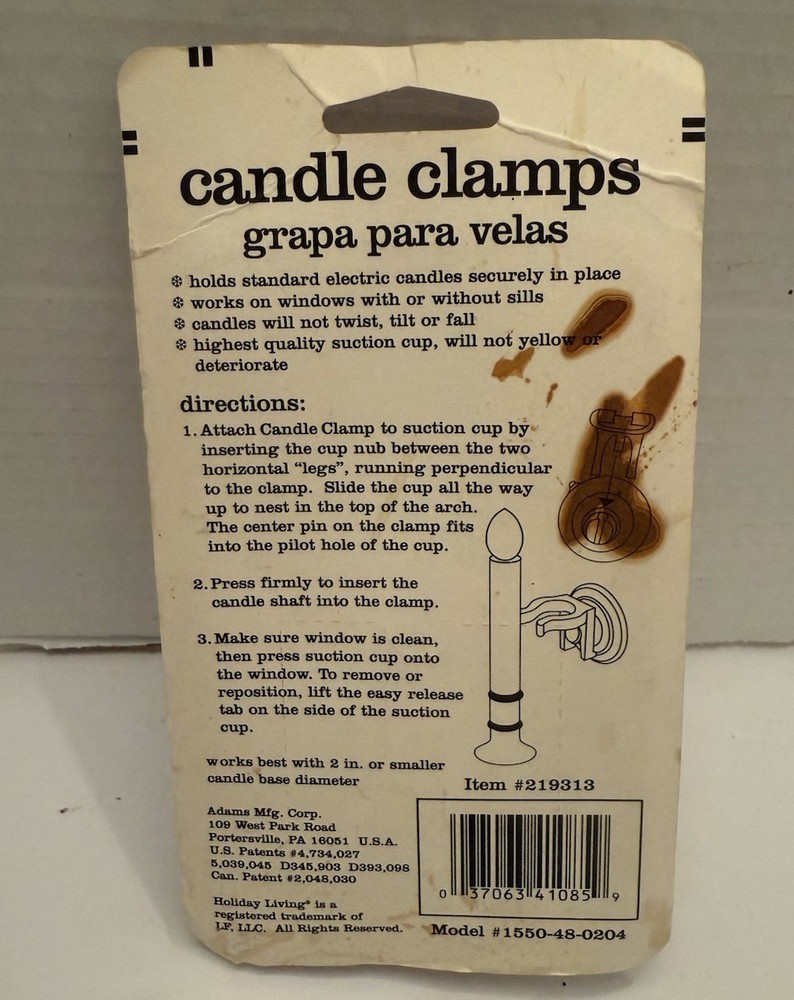 candle clamps
grapa para velas
❄ holds standard electric candles securely in place
❄ works on windows with or without sills
❄ candles will not twist, tilt or fall
❄ highest quality suction cup, will not yellow or
deteriorate
directions:
1. Attach Candle Clamp to suction cup by
inserting the cup nub between the two
horizontal “legs”, running perpendicular
to the clamp. Slide the cup all the way
up to nest in the top of the arch.
The center pin on the clamp fits
into the pilot hole of the cup.
2. Press firmly to insert the
candle shaft into the clamp.
3. Make sure window is clean,
then press suction cup onto
the window. To remove or
reposition, lift the easy release
tab on the side of the suction
cup.
works best with 2 in. or smaller
candle base diameter
Adams Mfg. Corp.
109 West Park Road
Portersville, PA 16051 U.S.A.
U.S. Patents #4,734,027
5,039,045 D345,903 D393,098
Can. Patent #2,048,030
Holiday Living® is a
registered trademark of
LF, LLC. All Rights Reserved.
Item #219313
0 37063 41085 9
Model #1550-48-0204